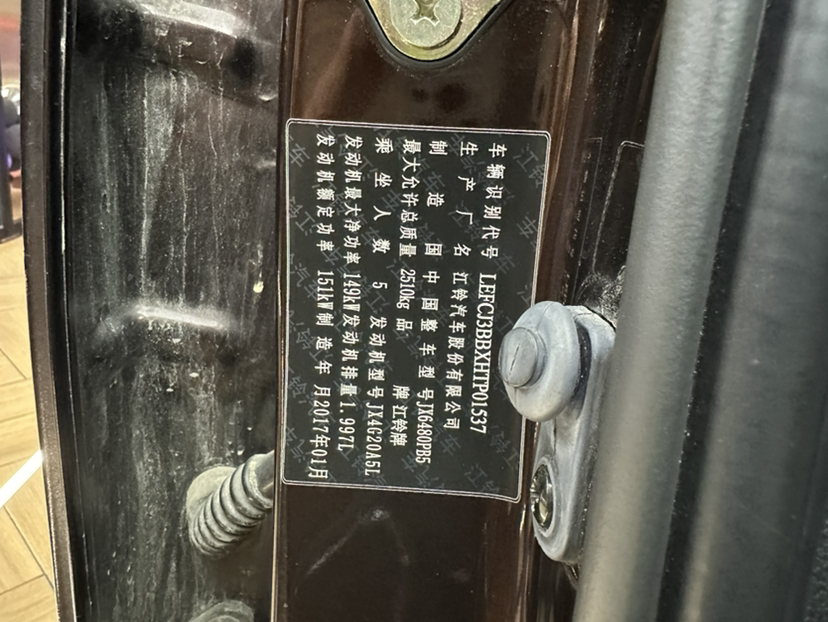 车辆识别代号 LEFCJ3BBXHTP01537
生产厂名 江铃汽车股份有限公司
制造国 中国 整车型号 JX6480PB5
最大允许总质量 2510kg 品牌 江铃牌
乘坐人数 5 发动机型号 JX4G20A5L
发动机最大净功率 149kW 发动机排量 1.997L
发动机额定功率 151kW 制造年月 2017年01月